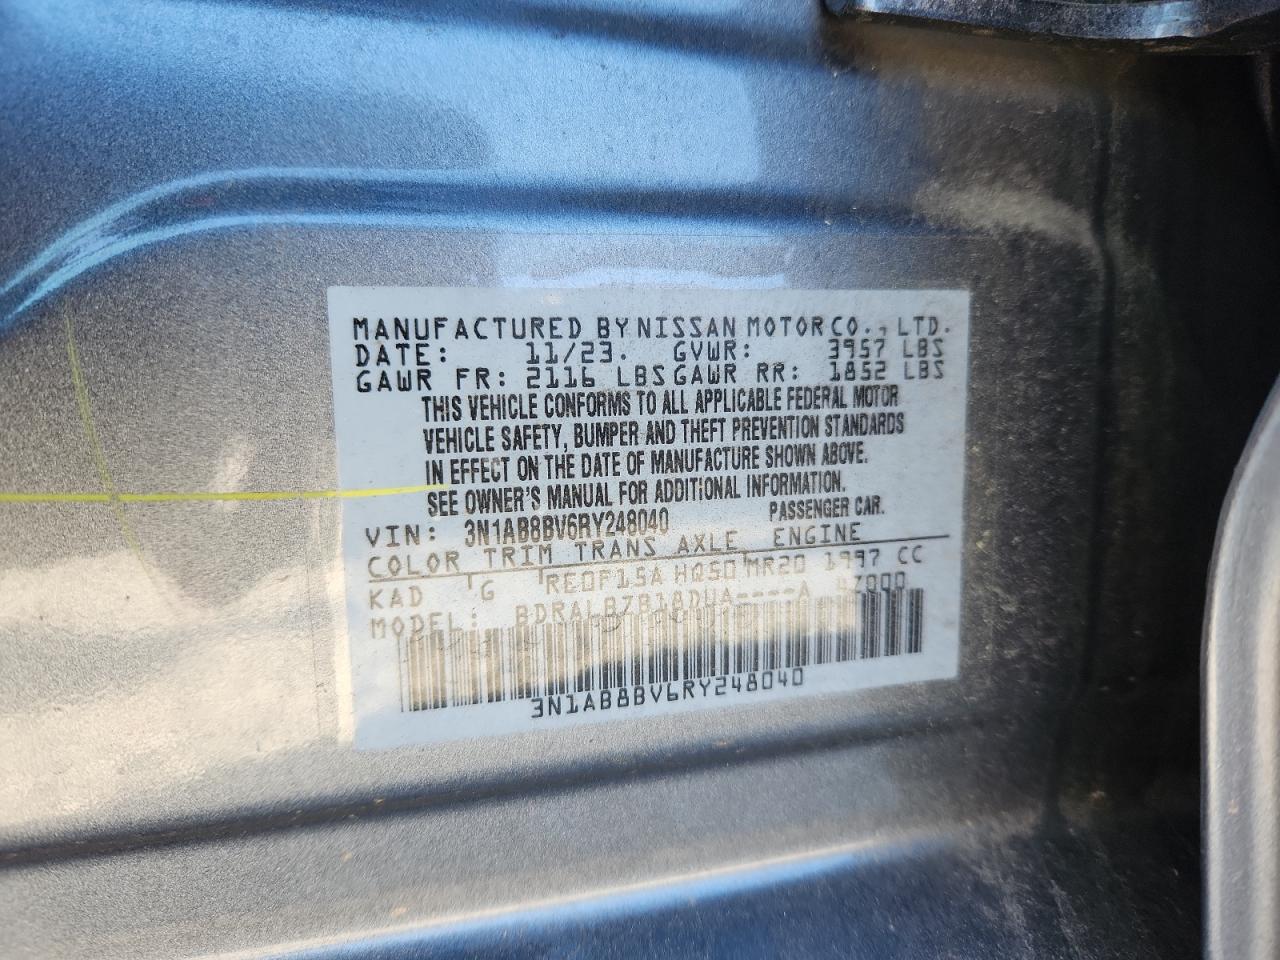 MANUFACTURED BY NISSAN MOTOR CO., LTD.
DATE: 11/23. GVWR: 3957 LBS
GAWR FR: 2116 LBS GAWR RR: 1852 LBS
THIS VEHICLE CONFORMS TO ALL APPLICABLE FEDERAL MOTOR
VEHICLE SAFETY, BUMPER AND THEFT PREVENTION STANDARDS
IN EFFECT ON THE DATE OF MANUFACTURE SHOWN ABOVE.
SEE OWNER'S MANUAL FOR ADDITIONAL INFORMATION.
VIN: 3N1AB8BV6RY248040 PASSENGER CAR.
COLOR TRIM TRANS AXLE ENGINE
KAD G RE0F15A HQ50 MR20 1997 CC
MODEL: BDRALBZB18DUA----A
3N1AB8BV6RY248040